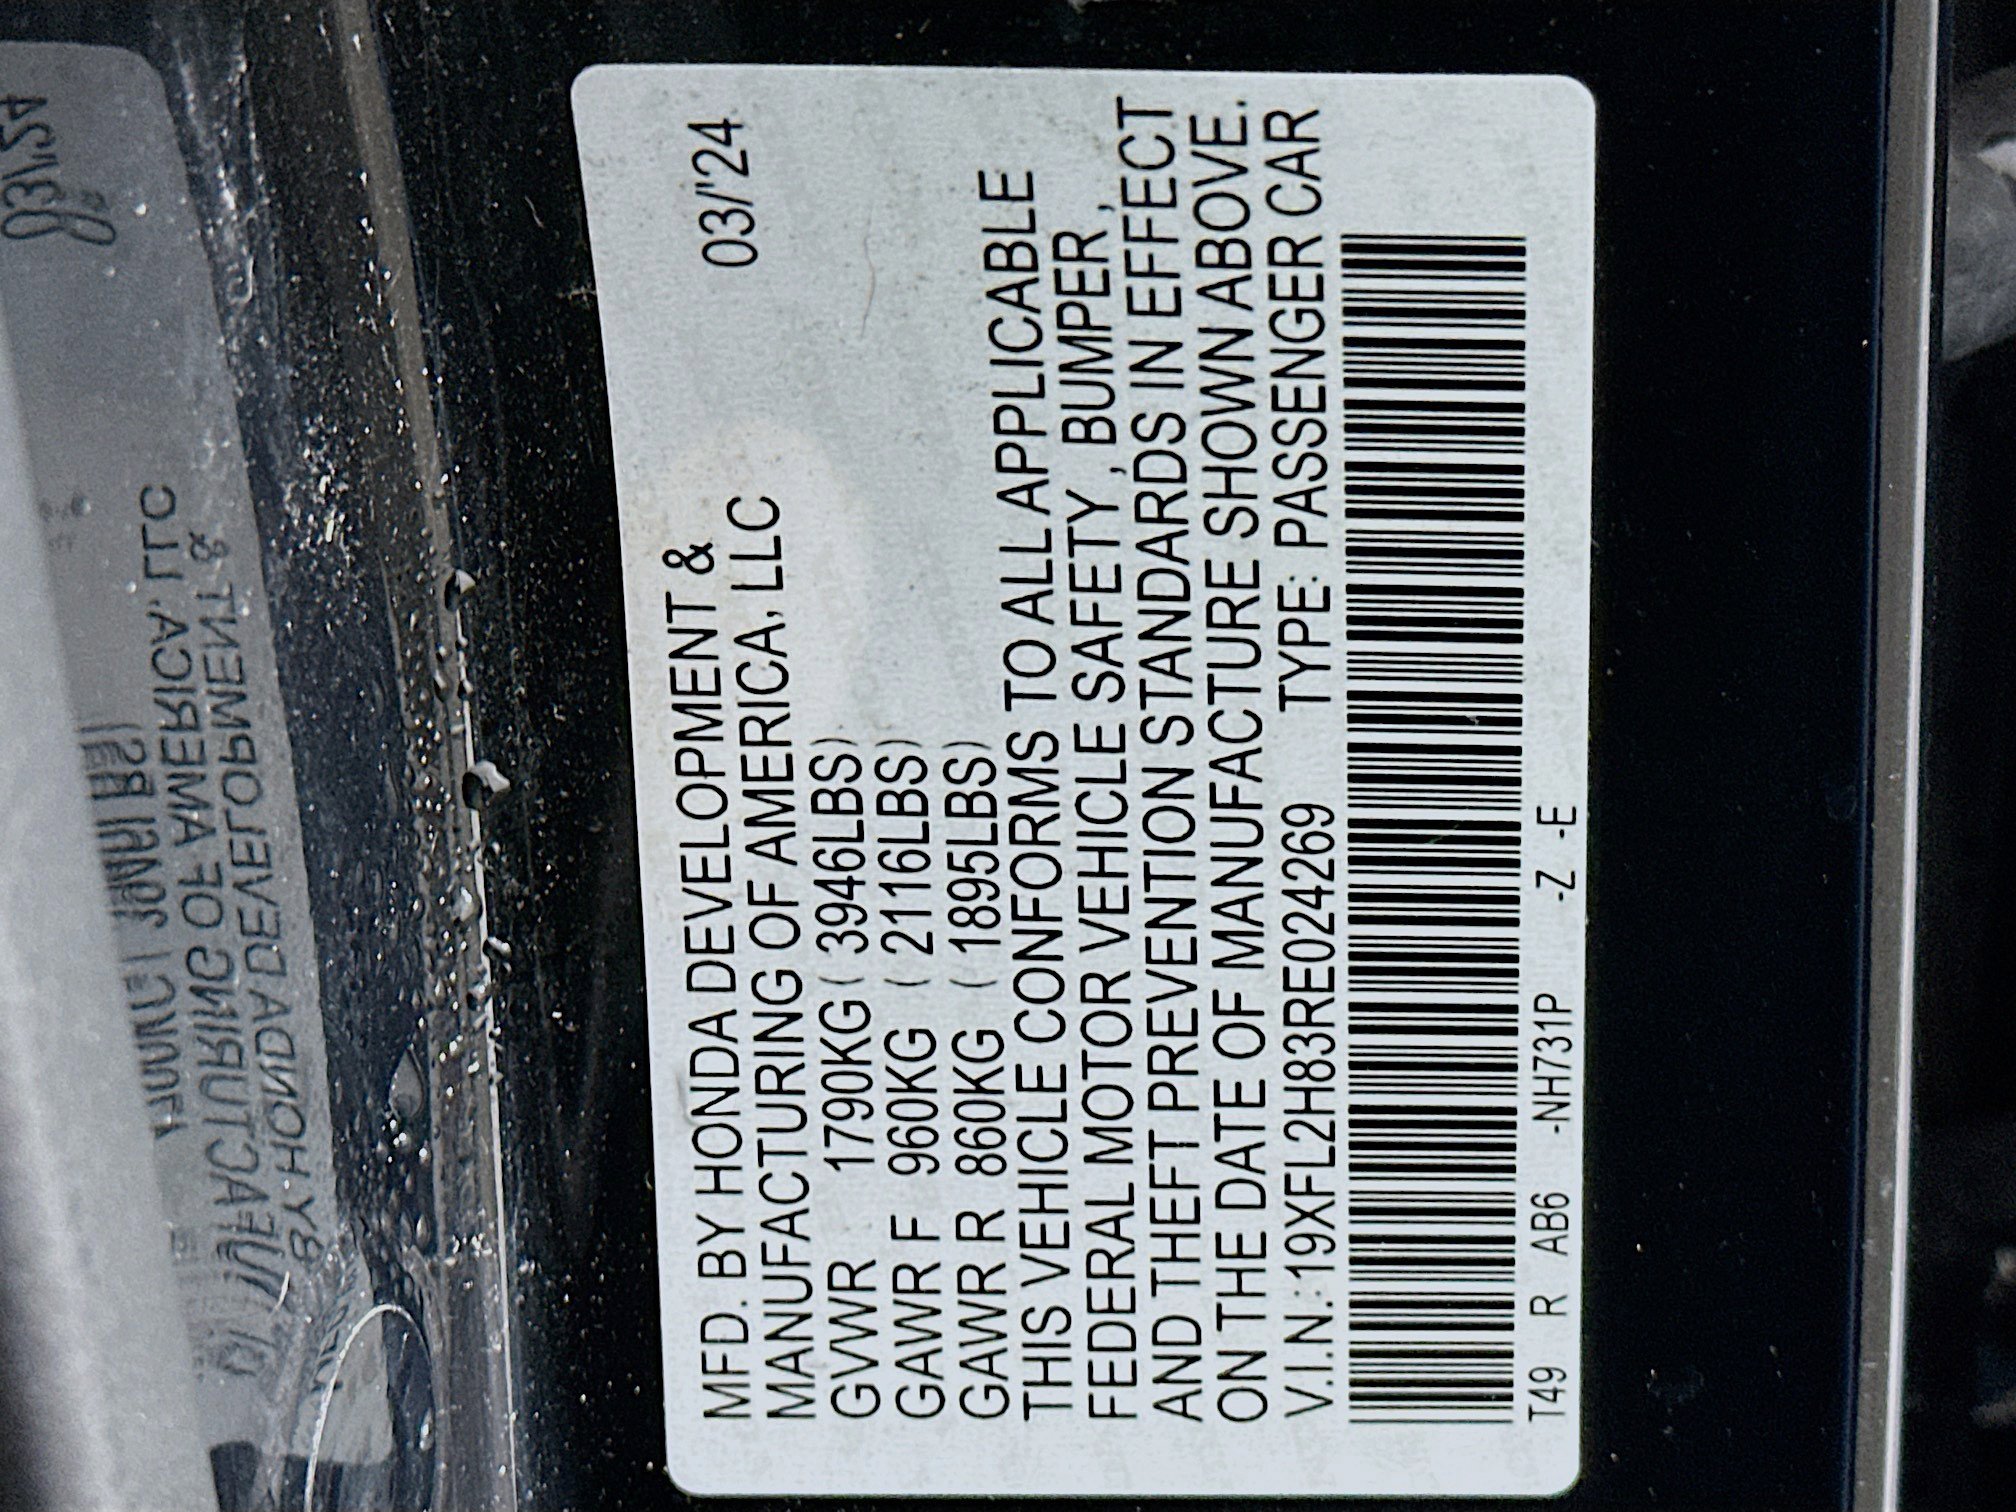 MFD. BY HONDA DEVELOPMENT & 03/'24
MANUFACTURING OF AMERICA, LLC
GVWR 1790KG ( 3946LBS)
GAWR F 960KG ( 2116LBS)
GAWR R 860KG ( 1895LBS)
THIS VEHICLE CONFORMS TO ALL APPLICABLE
FEDERAL MOTOR VEHICLE SAFETY , BUMPER,
AND THEFT PREVENTION STANDARDS IN EFFECT
ON THE DATE OF MANUFACTURE SHOWN ABOVE.
V.I.N.:19XFL2H83RE024269 TYPE: PASSENGER CAR
T49 R AB6 -NH731P -Z -E